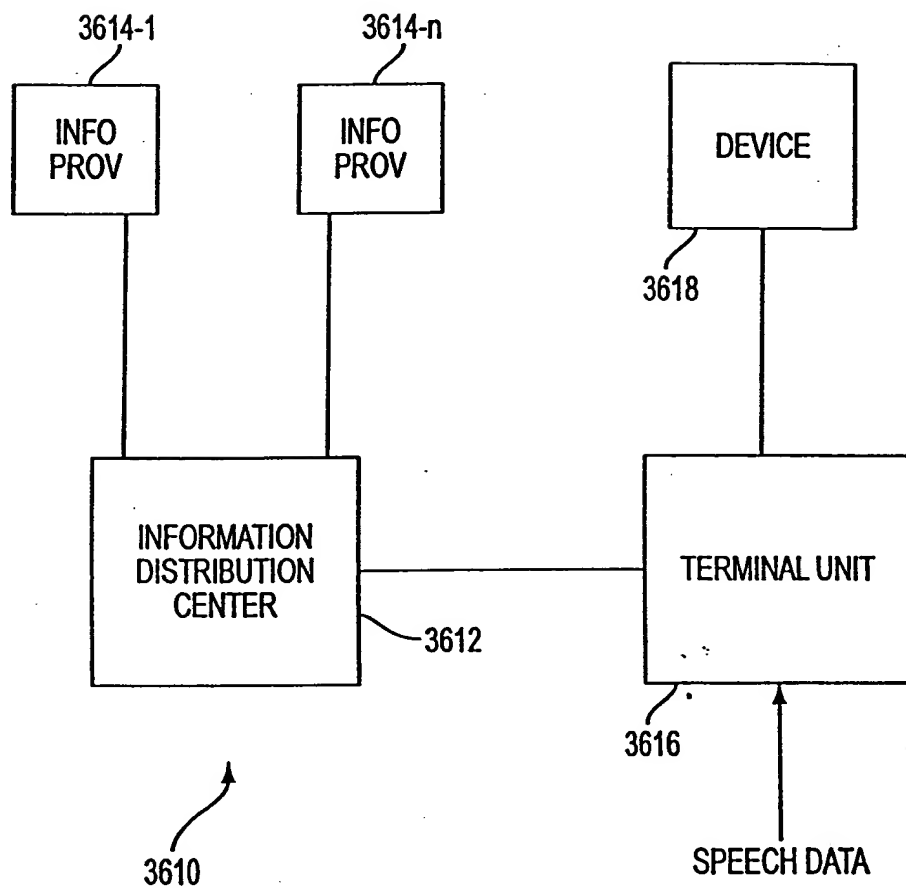 3614-1
3614-n
INFO
PROV
INFO
PROV
DEVICE
3618
INFORMATION
DISTRIBUTION
CENTER
TERMINAL UNIT
3612
3616
3610
SPEECH DATA